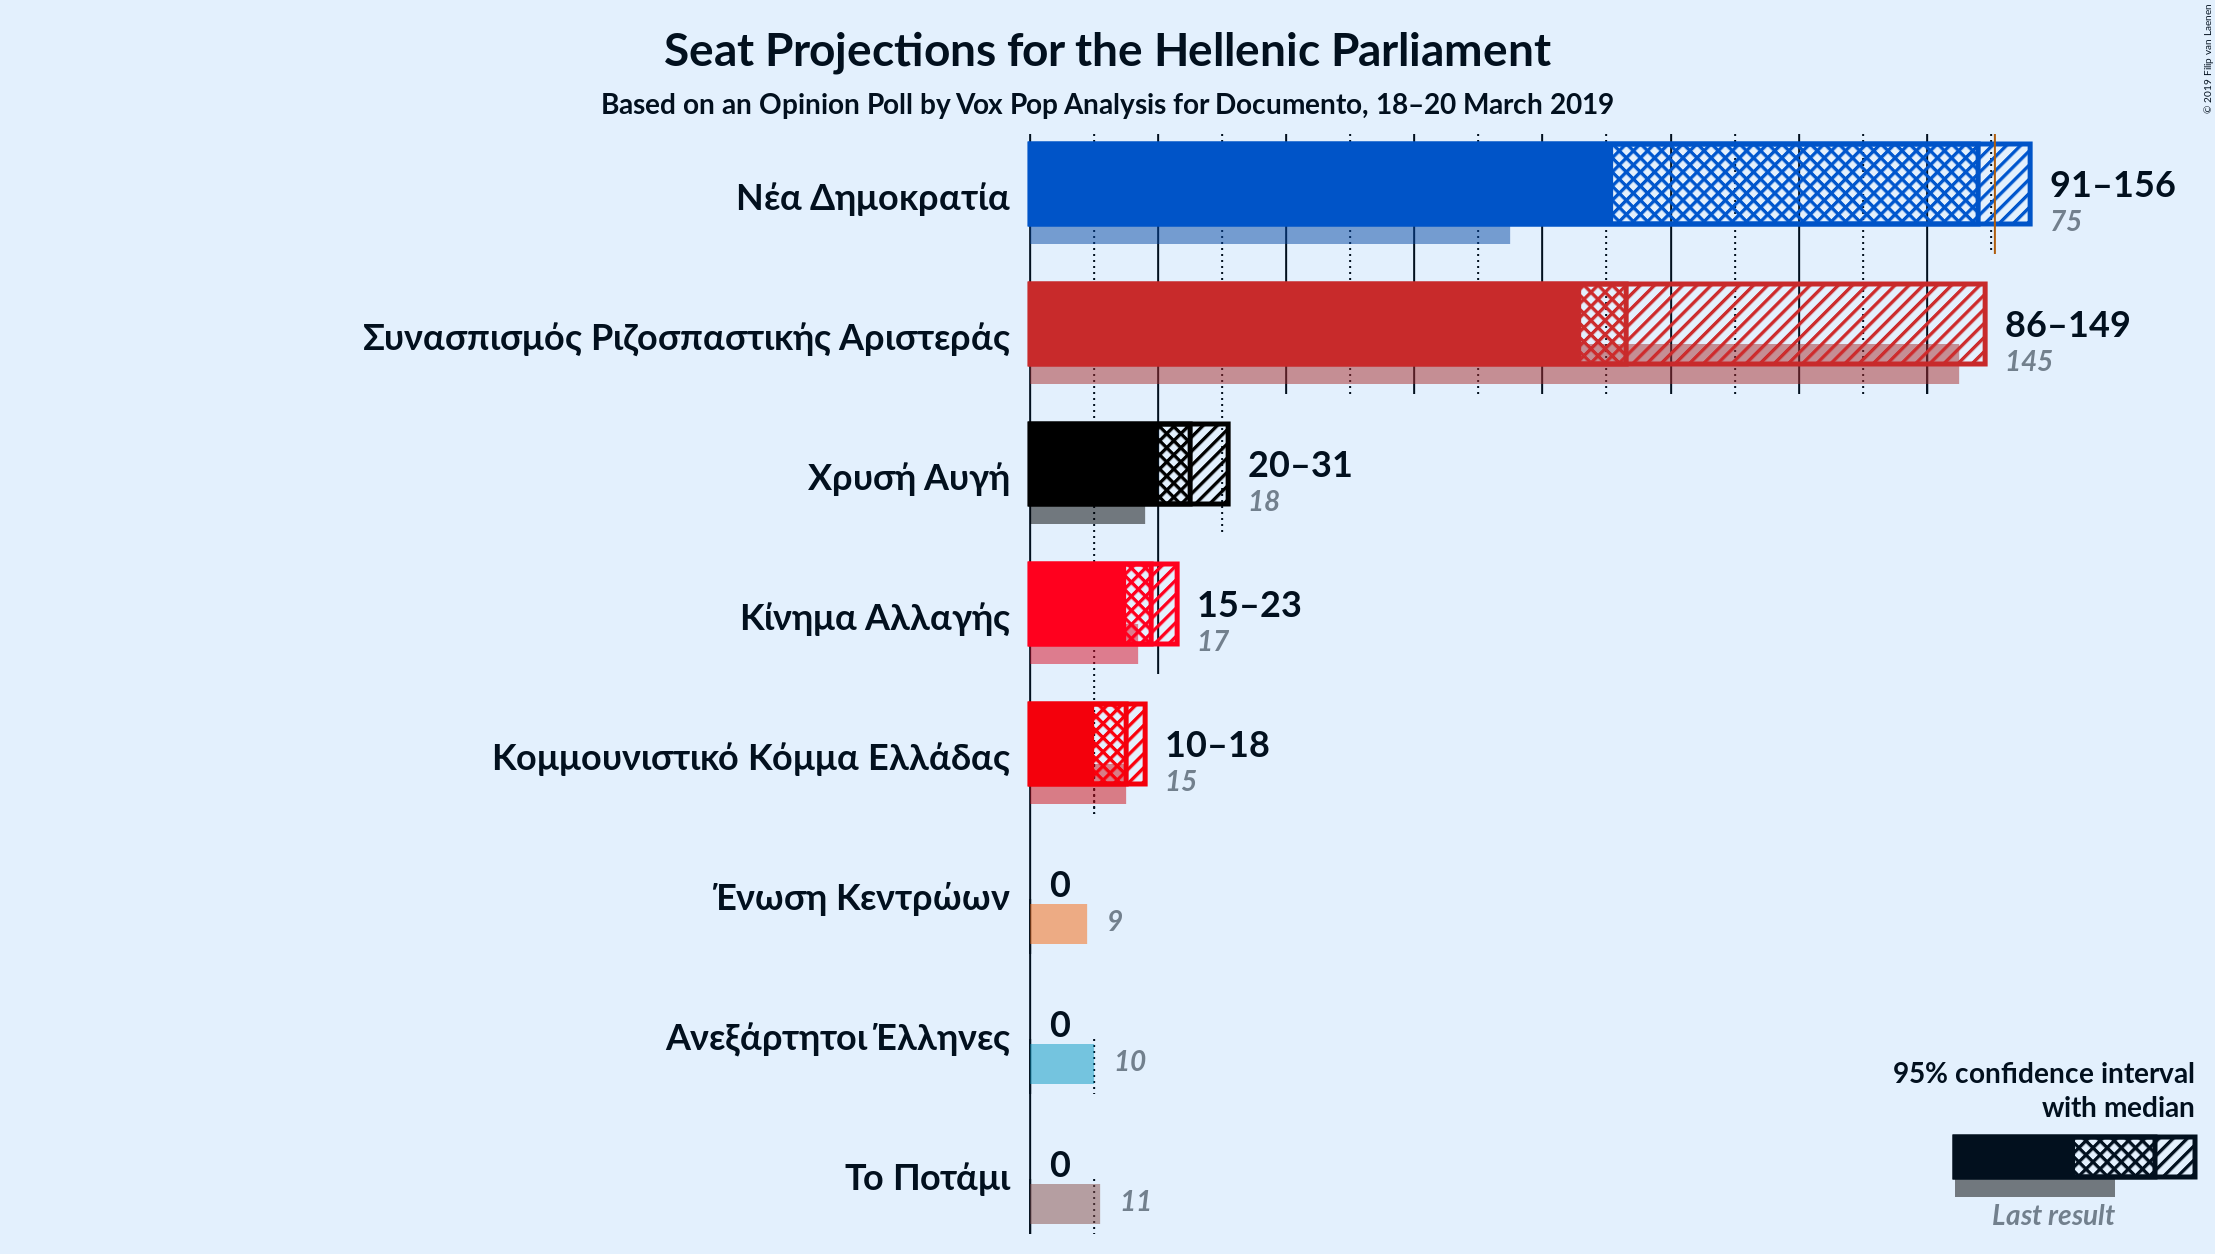 Seat Projections for the Hellenic Parliament
Based on an Opinion Poll by Vox Pop Analysis for Documento, 18–20 March 2019
© 2019 Filip van Laenen
Νέα Δημοκρατία
91–156
75
Συνασπισμός Ριζοσπαστικής Αριστεράς
86–149
145
Χρυσή Αυγή
20–31
18
Κίνημα Αλλαγής
15–23
17
Κομμουνιστικό Κόμμα Ελλάδας
10–18
15
Ένωση Κεντρώων
0
9
Ανεξάρτητοι Έλληνες
0
10
Το Ποτάμι
0
11
95% confidence interval
with median
Last result